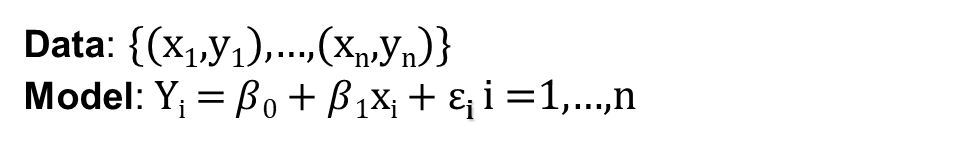 Data: {(x₁,y₁),...,(xₙ,yₙ)}
Model: Yᵢ = β₀ + β₁xᵢ + εᵢ i =1,...,n